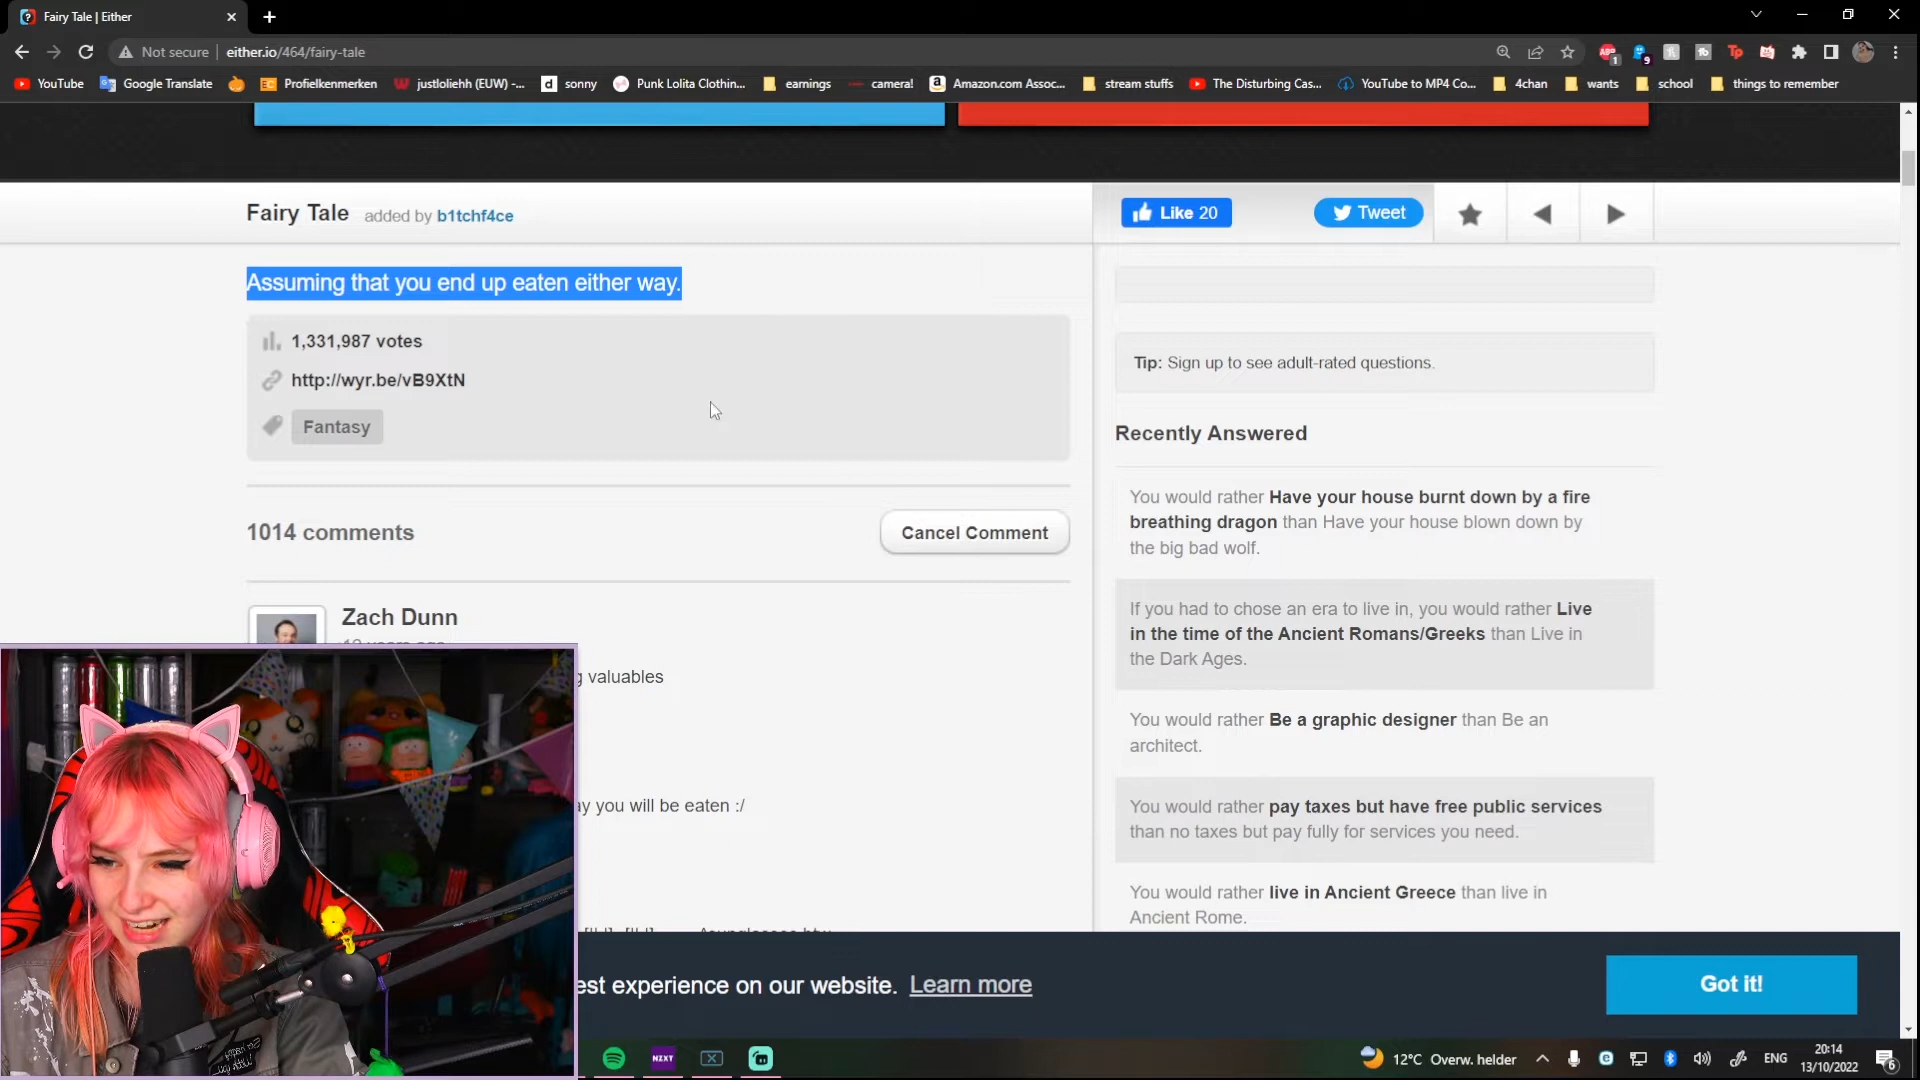 Fairy Tale | Either
Not secure
either.io/464/fairy-tale
YouTube
Google Translate
Profielkenmerken
justloliehh (EUW) -...
sonny
Punk Lolita Clothin...
earnings
camera!
Amazon.com Assoc...
stream stuffs
The Disturbing Cas...
YouTube to MP4 Co...
4chan
wants
school
things to remember
Fairy Tale added by b1tchf4ce
Like 20
Tweet
Assuming that you end up eaten either way.
1,331,987 votes
http://wyr.be/vB9XtN
Fantasy
1014 comments
Cancel Comment
Zach Dunn
valuables
you will be eaten :/
Tip: Sign up to see adult-rated questions.
Recently Answered
You would rather Have your house burnt down by a fire
breathing dragon than Have your house blown down by
the big bad wolf.
If you had to chose an era to live in, you would rather Live
in the time of the Ancient Romans/Greeks than Live in
the Dark Ages.
You would rather Be a graphic designer than Be an
architect.
You would rather pay taxes but have free public services
than no taxes but pay fully for services you need.
You would rather live in Ancient Greece than live in
Ancient Rome.
est experience on our website. Learn more
Got it!
NZXT
12°C Overw. helder
ENG
20:14
13/10/2022
6